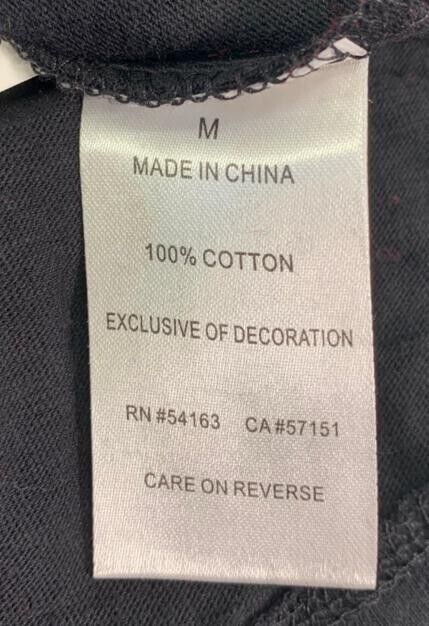 M
MADE IN CHINA
100% COTTON
EXCLUSIVE OF DECORATION
RN #54163 CA #57151
CARE ON REVERSE